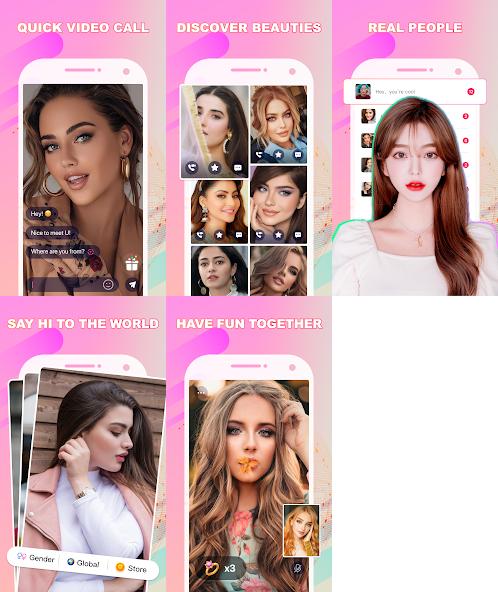 QUICK VIDEO CALL
Hey!
Nice to meet U!
Where are you from?
DISCOVER BEAUTIES
REAL PEOPLE
Hey, you're cool
SAY HI TO THE WORLD
Gender
Global
Store
HAVE FUN TOGETHER
x3